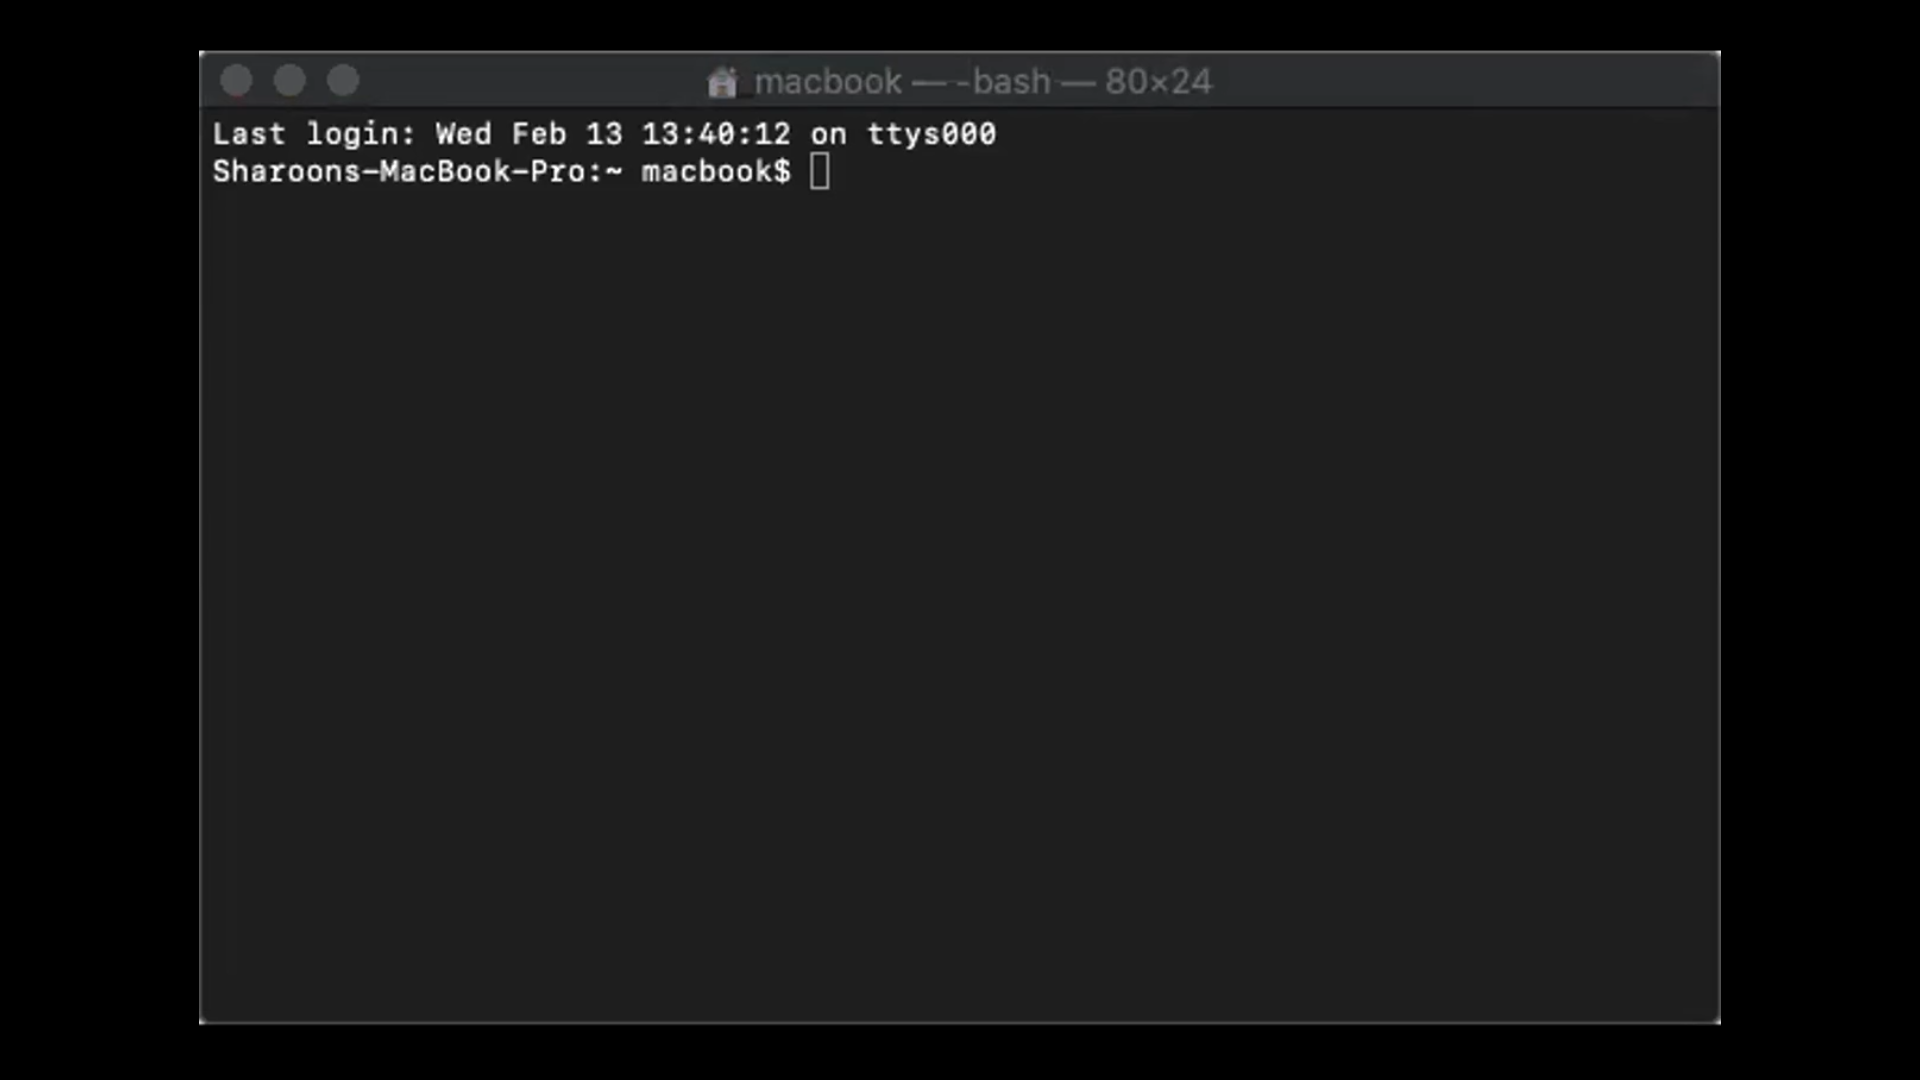 macbook — -bash — 80×24
Last login: Wed Feb 13 13:40:12 on ttys000
Sharoons-MacBook-Pro:~ macbook$